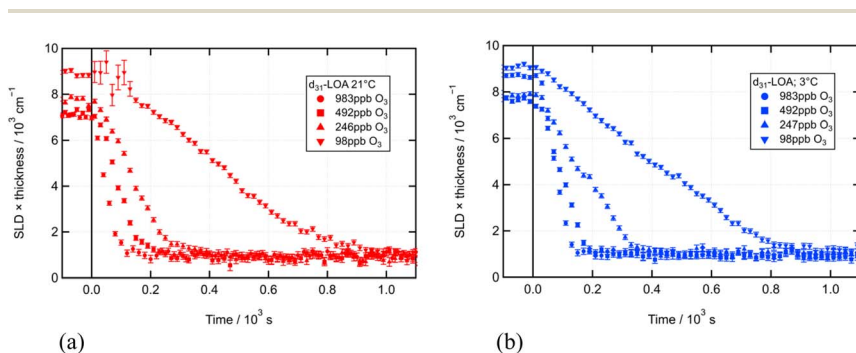 10
8
6
4
2
0
SLD × thickness / 10³ cm⁻¹
d₃₁-LOA 21°C
983ppb O₃
492ppb O₃
246ppb O₃
98ppb O₃
0.0 0.2 0.4 0.6 0.8 1.0
Time / 10³ s
(a)
10
8
6
4
2
0
SLD × thickness / 10³ cm⁻¹
d₃₁-LOA; 3°C
983ppb O₃
492ppb O₃
247ppb O₃
98ppb O₃
0.0 0.2 0.4 0.6 0.8 1.0
Time / 10³ s
(b)